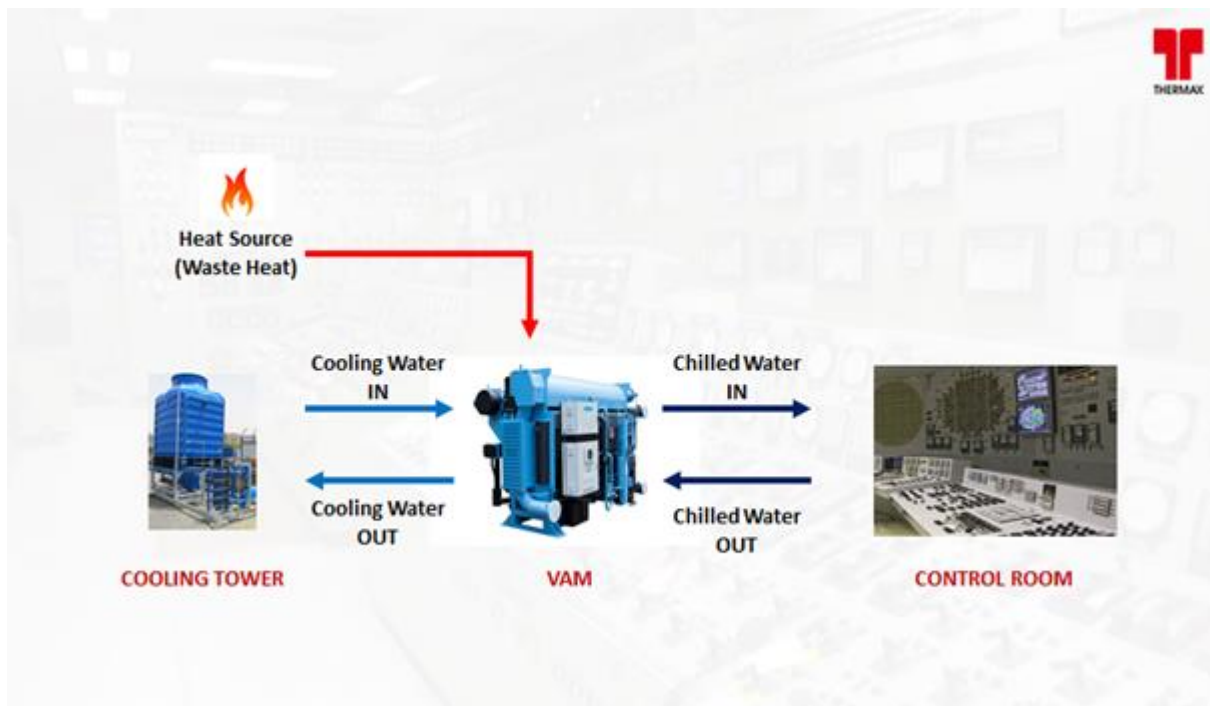 THERMAX
Heat Source
(Waste Heat)
Cooling Water
IN
Chilled Water
IN
Cooling Water
OUT
Chilled Water
OUT
COOLING TOWER
VAM
CONTROL ROOM